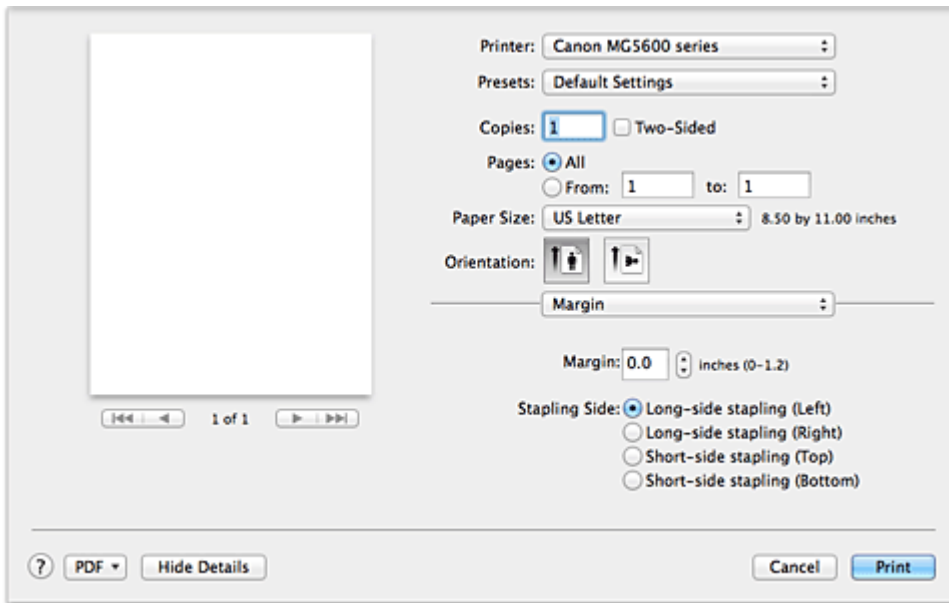 Printer: Canon MG5600 series
Presets: Default Settings
Copies: 1 Two-Sided
Pages: All
From: 1 to: 1
Paper Size: US Letter 8.50 by 11.00 inches
Orientation:
Margin
Margin: 0.0 inches (0-1.2)
Stapling Side: Long-side stapling (Left)
Long-side stapling (Right)
Short-side stapling (Top)
Short-side stapling (Bottom)
1 of 1
? PDF Hide Details Cancel Print